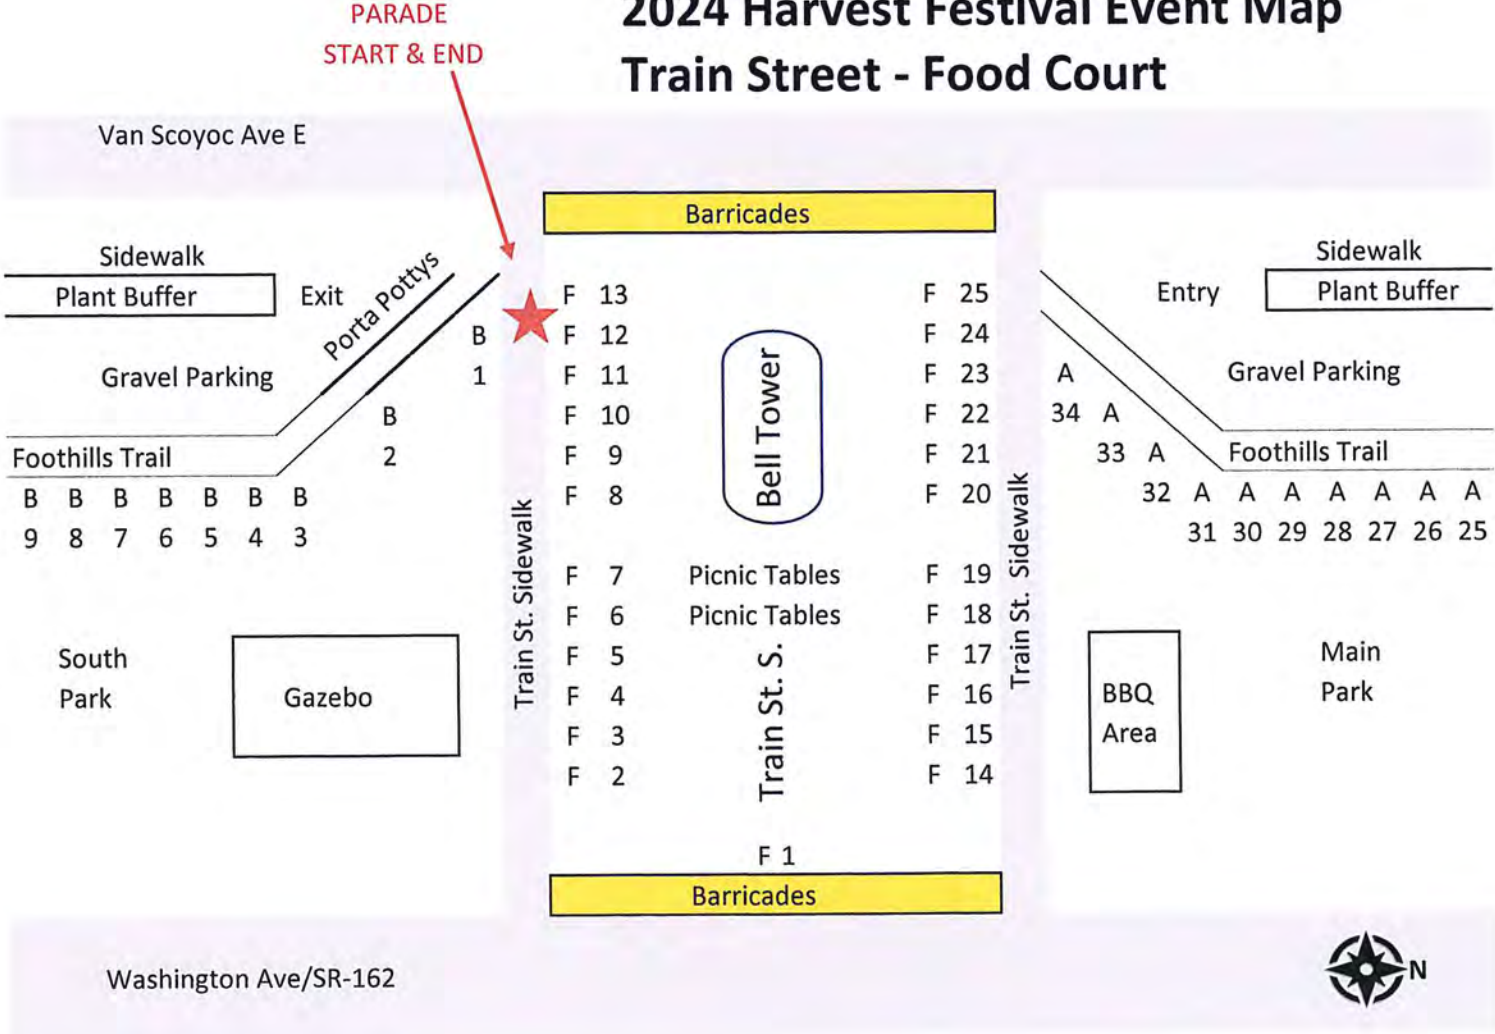 PARADE
START & END
2024 Harvest Festival Event Map
Train Street - Food Court
Van Scoyoc Ave E
Barricades
Sidewalk
Plant Buffer
Exit
Porta Pottys
Gravel Parking
Foothills Trail
B B B B B B B
9 8 7 6 5 4 3
B
2
B
1
South
Park
Gazebo
Train St. Sidewalk
F 13
F 12
F 11
F 10
F 9
F 8
F 7
F 6
F 5
F 4
F 3
F 2
Bell Tower
Picnic Tables
Picnic Tables
Train St. S.
F 1
F 25
F 24
F 23
F 22
F 21
F 20
F 19
F 18
F 17
F 16
F 15
F 14
Train St. Sidewalk
Sidewalk
Entry
Plant Buffer
Gravel Parking
Foothills Trail
A
34
A
33
A
32
A A A A A A A
31 30 29 28 27 26 25
BBQ
Area
Main
Park
Barricades
Washington Ave/SR-162
N